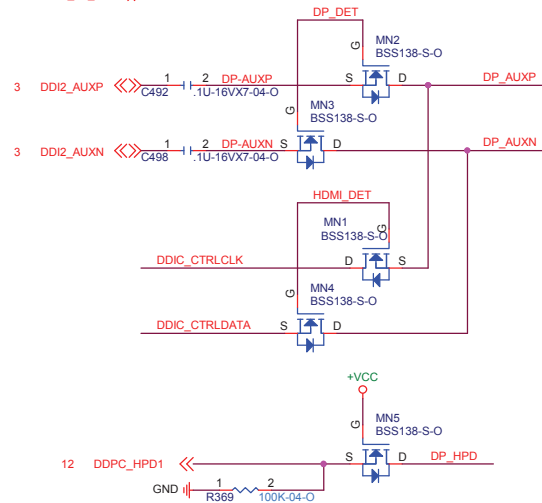 DP_DET
G
MN2
BSS138-S-O
3 DDI2_AUXP 1 2 DP-AUXP S D DP_AUXP
C492 .1U-16VX7-04-O
MN3
BSS138-S-O
G
3 DDI2_AUXN 1 2 DP-AUXN S D DP_AUXN
C498 .1U-16VX7-04-O
HDMI_DET
MN1
BSS138-S-O
G
DDIC_CTRLCLK D S
MN4
BSS138-S-O
G
DDIC_CTRLDATA S D
+VCC
MN5
BSS138-S-O
G
12 DDPC_HPD1 S D DP_HPD
GND 1 2
R369 100K-04-O